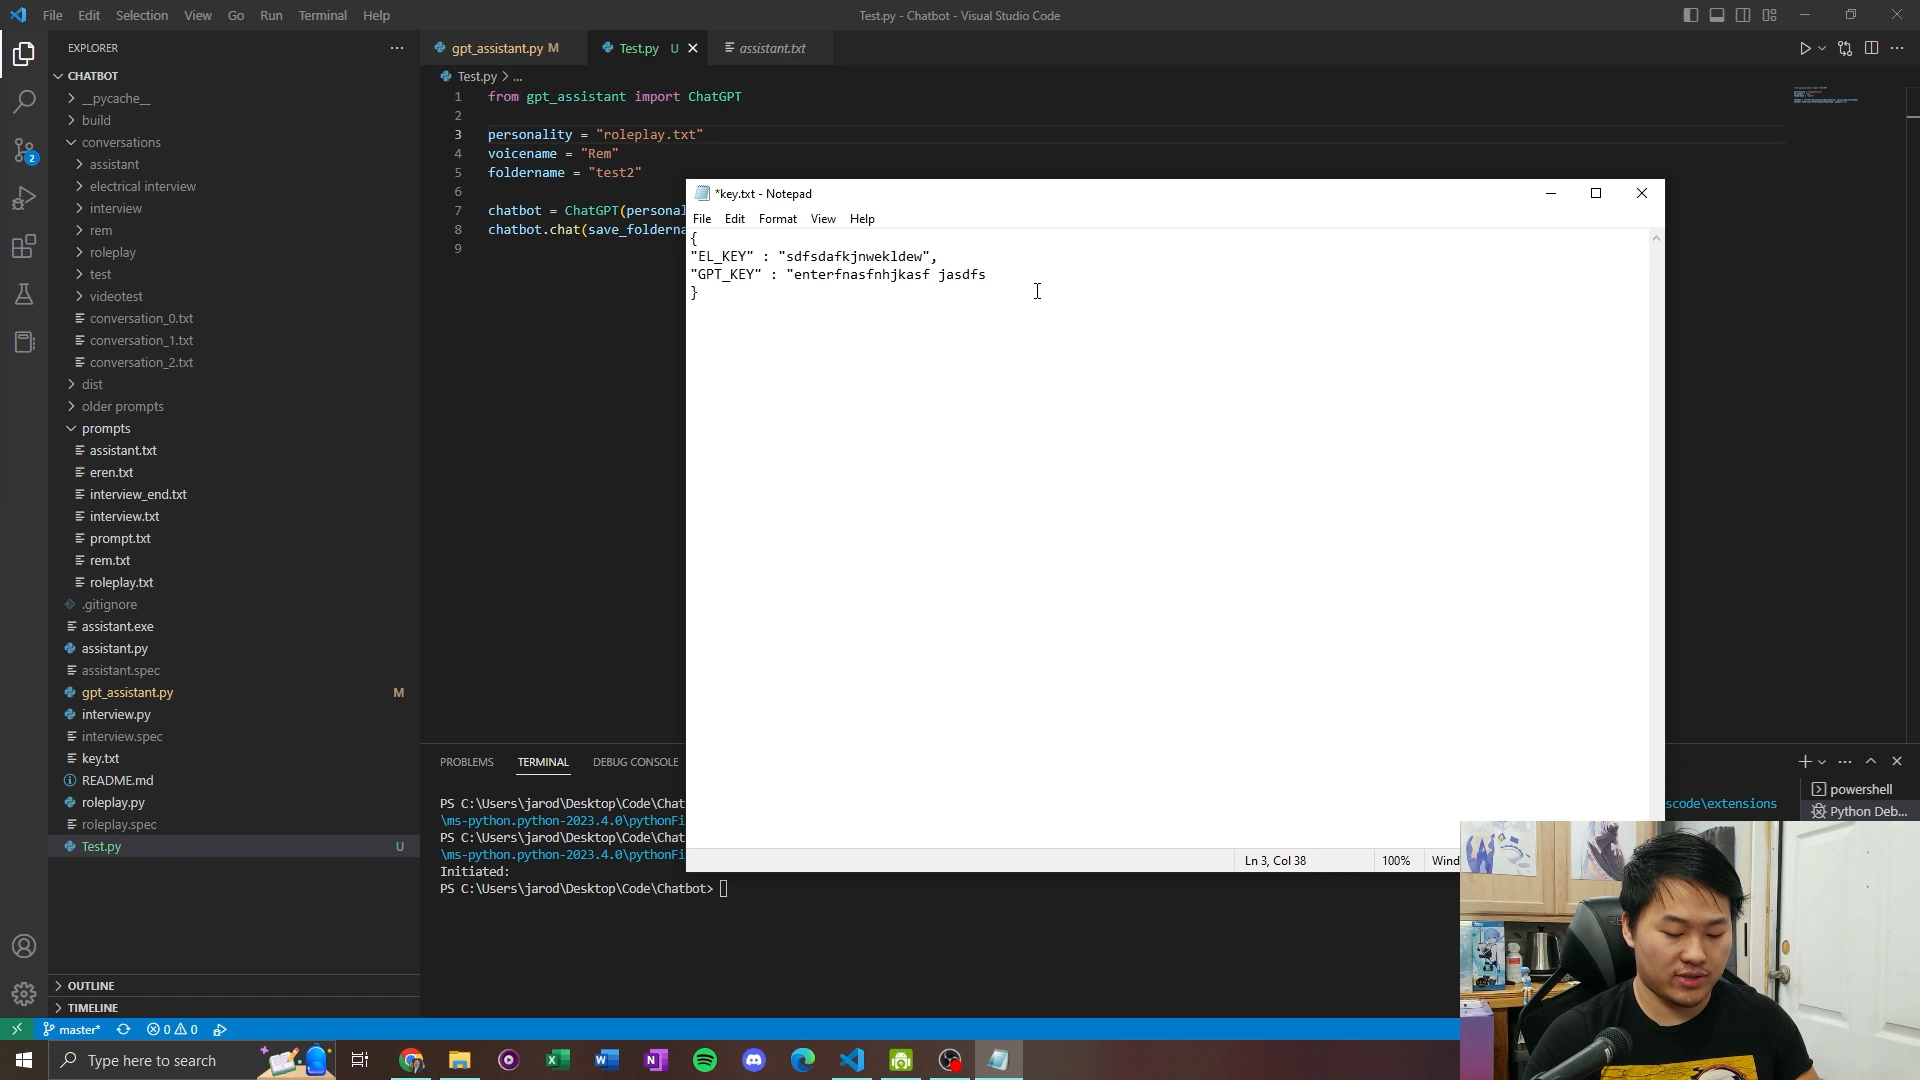 File Edit Selection View Go Run Terminal Help
Test.py - Chatbot - Visual Studio Code
EXPLORER
CHATBOT
__pycache__
build
conversations
assistant
electrical interview
interview
rem
roleplay
test
videotest
conversation_0.txt
conversation_1.txt
conversation_2.txt
dist
older prompts
prompts
assistant.txt
eren.txt
interview_end.txt
interview.txt
prompt.txt
rem.txt
roleplay.txt
.gitignore
assistant.exe
assistant.py
assistant.spec
gpt_assistant.py M
interview.py
interview.spec
key.txt
README.md
roleplay.py
roleplay.spec
Test.py U
OUTLINE
TIMELINE
gpt_assistant.py M
Test.py U
assistant.txt
Test.py > ...
1 from gpt_assistant import ChatGPT
2
3 personality = "roleplay.txt"
4 voicename = "Rem"
5 foldername = "test2"
6
7 chatbot = ChatGPT(personal
8 chatbot.chat(save_folderna
9
*key.txt - Notepad
File Edit Format View Help
{
"EL_KEY" : "sdfsdafkjnwekldew",
"GPT_KEY" : "enterfnasfnhjkasf jasdfs
}
Ln 3, Col 38
100%
Wind
PROBLEMS TERMINAL DEBUG CONSOLE
PS C:\Users\jarod\Desktop\Code\Chat
scode\extensions
\ms-python.python-2023.4.0\pythonFi
PS C:\Users\jarod\Desktop\Code\Chat
\ms-python.python-2023.4.0\pythonFi
Initiated:
PS C:\Users\jarod\Desktop\Code\Chatbot>
powershell
Python Deb...
2
master*
0 0
Type here to search